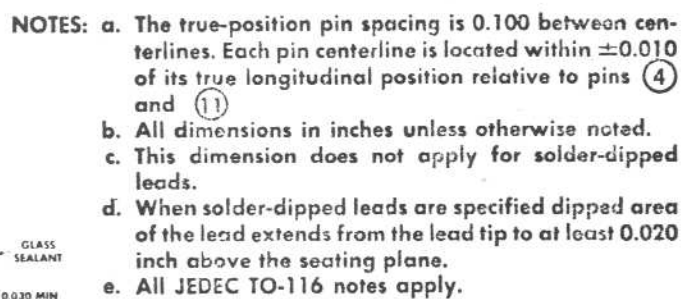 NOTES: a. The true-position pin spacing is 0.100 between cen-
terlines. Each pin centerline is located within ±0.010
of its true longitudinal position relative to pins ④
and ⑪
b. All dimensions in inches unless otherwise noted.
c. This dimension does not apply for solder-dipped
leads.
d. When solder-dipped leads are specified dipped area
of the lead extends from the lead tip to at least 0.020
inch above the seating plane.
GLASS
SEALANT
e. All JEDEC TO-116 notes apply.
0.030 MIN